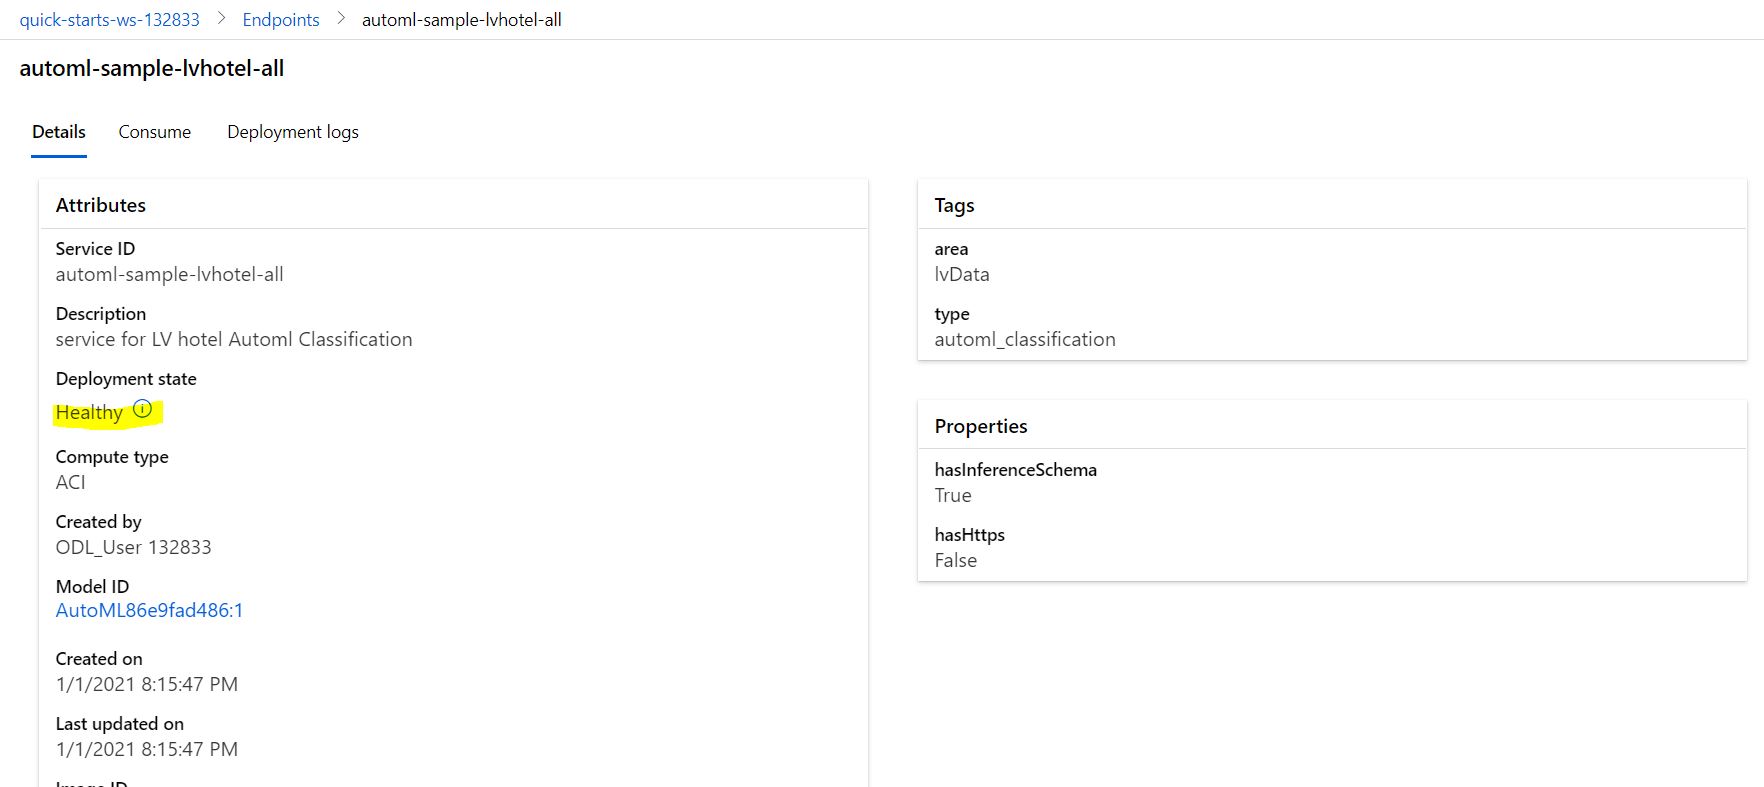 quick-starts-ws-132833 > Endpoints > automl-sample-lvhotel-all
automl-sample-lvhotel-all
Details Consume Deployment logs
Attributes
Service ID
automl-sample-lvhotel-all
Description
service for LV hotel Automl Classification
Deployment state
Healthy
Compute type
ACI
Created by
ODL_User 132833
Model ID
AutoML86e9fad486:1
Created on
1/1/2021 8:15:47 PM
Last updated on
1/1/2021 8:15:47 PM
Image ID
Tags
area
lvData
type
automl_classification
Properties
hasInferenceSchema
True
hasHttps
False